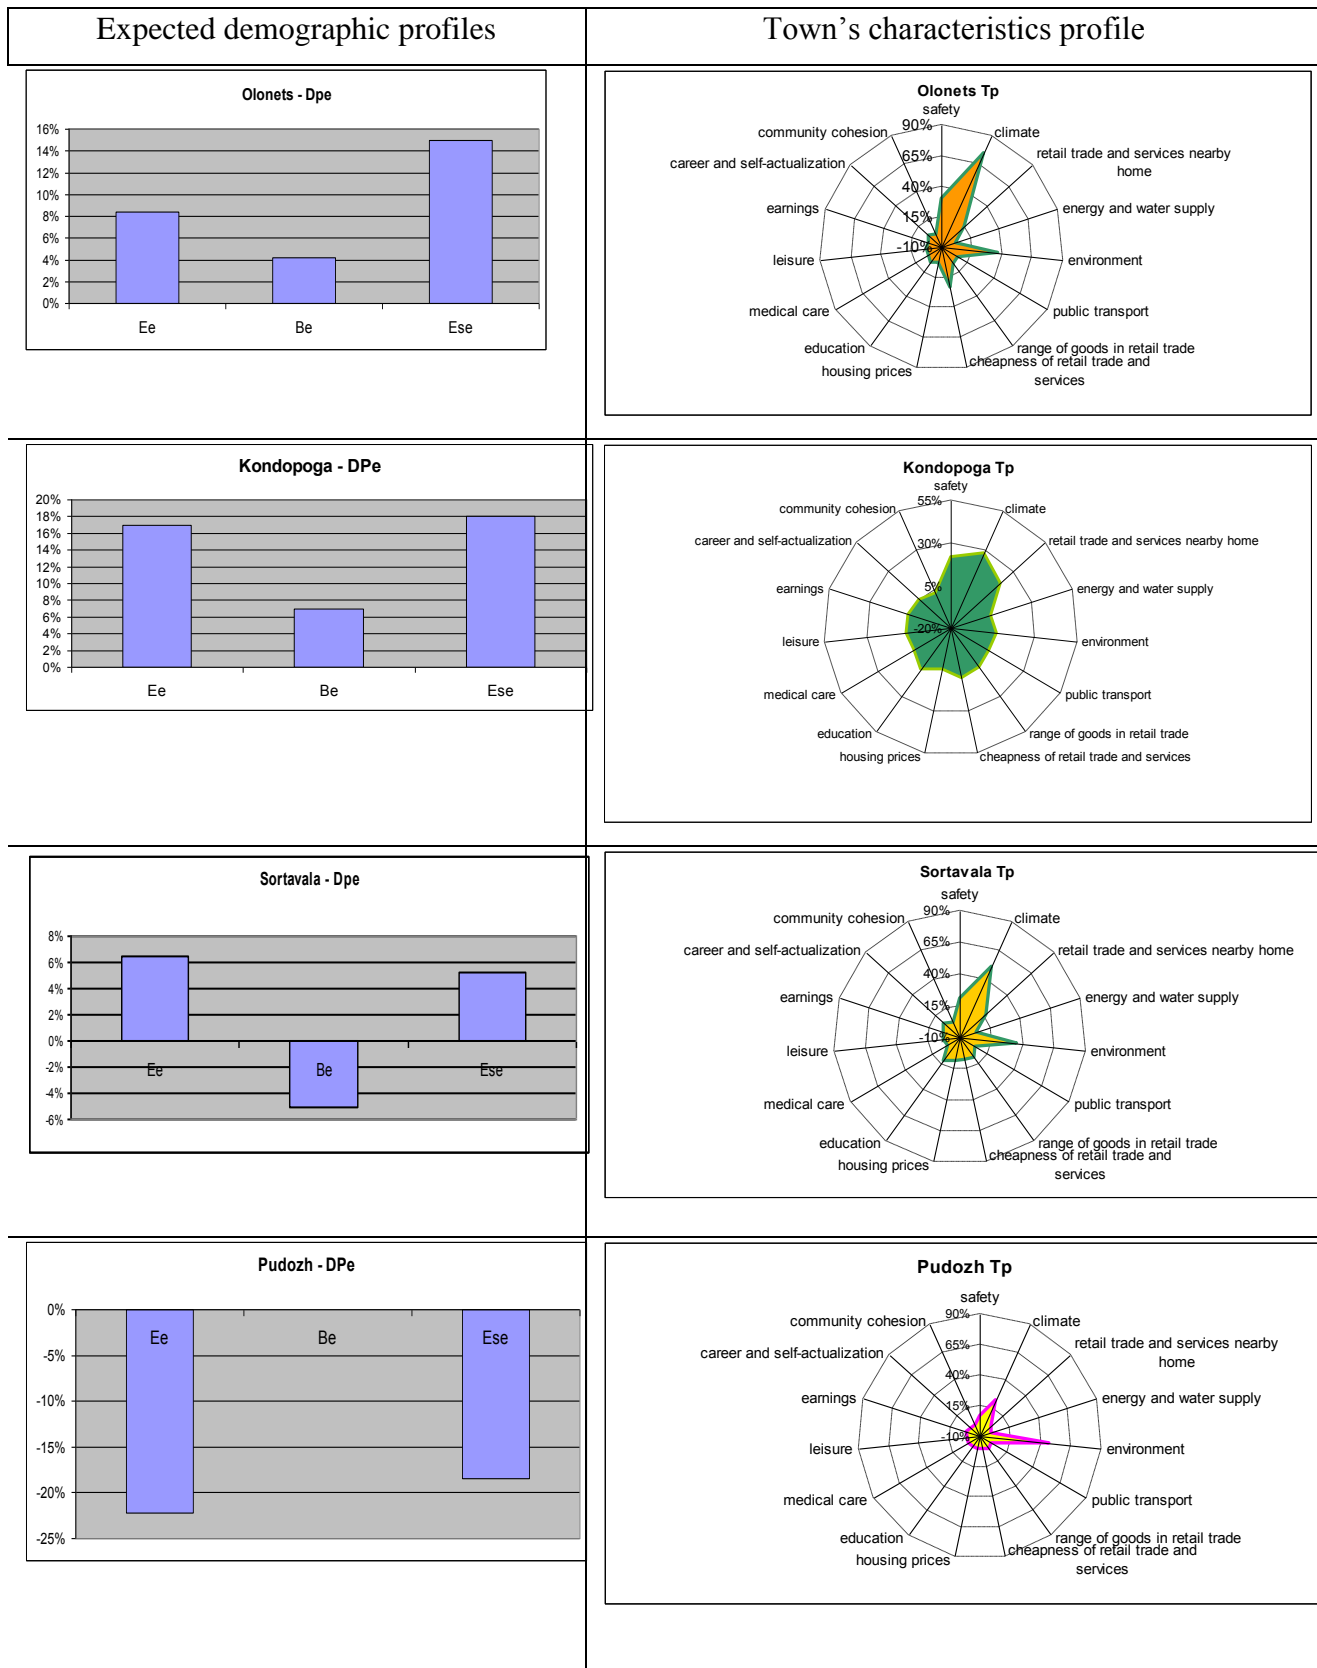 Expected demographic profiles
Town's characteristics profile
Olonets - Dpe
16%
14%
12%
10%
8%
6%
4%
2%
0%
Ee
Be
Ese
Olonets Tp
safety
climate
retail trade and services nearby
home
energy and water supply
environment
public transport
range of goods in retail trade
cheapness of retail trade and
services
housing prices
education
medical care
leisure
earnings
career and self-actualization
community cohesion
90%
65%
40%
15%
-10%
Kondopoga - DPe
20%
18%
16%
14%
12%
10%
8%
6%
4%
2%
0%
Ee
Be
Ese
Kondopoga Tp
safety
climate
retail trade and services nearby home
energy and water supply
environment
public transport
range of goods in retail trade
cheapness of retail trade and services
housing prices
education
medical care
leisure
earnings
career and self-actualization
community cohesion
55%
30%
5%
-20%
Sortavala - Dpe
8%
6%
4%
2%
0%
-2%
-4%
-6%
Ee
Be
Ese
Sortavala Tp
safety
climate
retail trade and services nearby home
energy and water supply
environment
public transport
range of goods in retail trade
cheapness of retail trade and
services
housing prices
education
medical care
leisure
earnings
career and self-actualization
community cohesion
90%
65%
40%
15%
-10%
Pudozh - DPe
0%
-5%
-10%
-15%
-20%
-25%
Ee
Be
Ese
Pudozh Tp
safety
climate
retail trade and services nearby
home
energy and water supply
environment
public transport
range of goods in retail trade
cheapness of retail trade and
services
housing prices
education
medical care
leisure
earnings
career and self-actualization
community cohesion
90%
65%
40%
15%
-10%